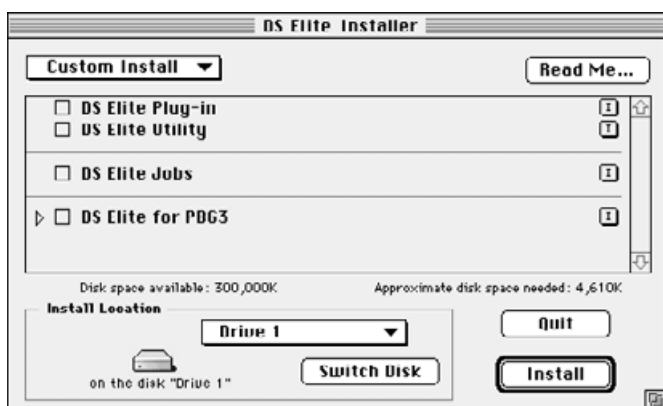 DS Elite Installer
Custom Install
Read Me...
DS Elite Plug-in
DS Elite Utility
DS Elite Jobs
DS Elite for PDG3
Disk space available: 300,000K Approximate disk space needed: 4,610K
Install Location
Drive 1
Quit
on the disk "Drive 1"
Switch Disk
Install